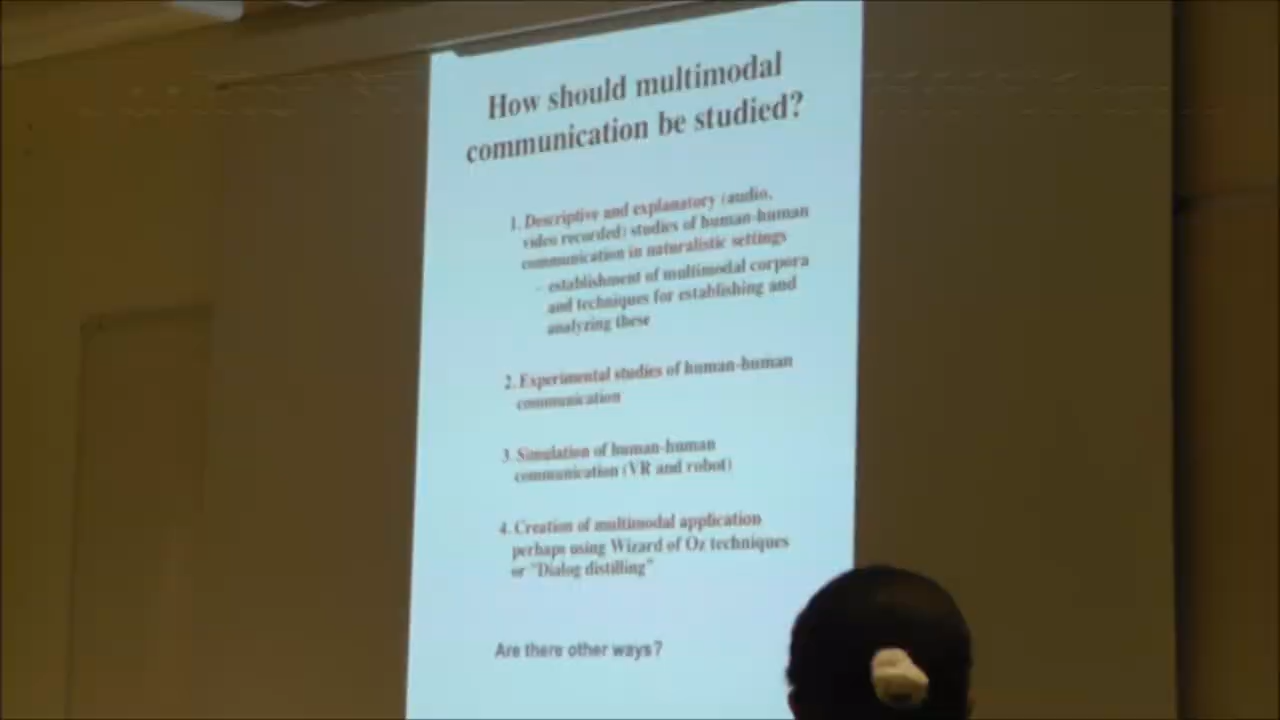 How should multimodal
communication be studied?
1. Descriptive and explanatory (audio,
video recorded) studies of human-human
communication in naturalistic settings
- establishment of multimodal corpora
and techniques for establishing and
analyzing these
2. Experimental studies of human-human
communication
3. Simulation of human-human
communication (VR and robot)
4. Creation of multimodal application
perhaps using Wizard of Oz techniques
or "Dialog distilling"
Are there other ways?